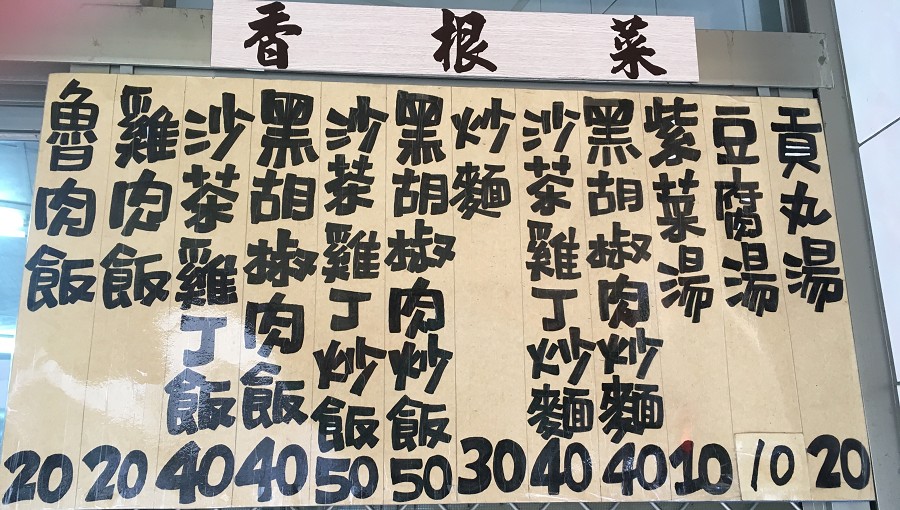 香根菜
魯肉飯 20
雞肉飯 20
沙茶雞丁飯 40
黑胡椒肉飯 40
沙茶雞丁炒飯 50
黑胡椒肉炒飯 50
炒麵 30
沙茶雞丁炒麵 40
黑胡椒肉炒麵 40
紫菜湯 10
豆腐湯 10
貢丸湯 20